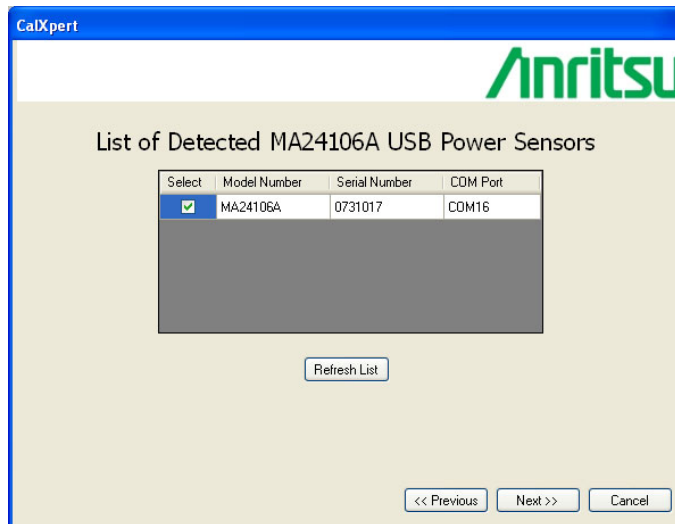 CalXpert
Anritsu
List of Detected MA24106A USB Power Sensors
Select Model Number Serial Number COM Port
MA24106A 0731017 COM16
Refresh List
<< Previous Next >> Cancel